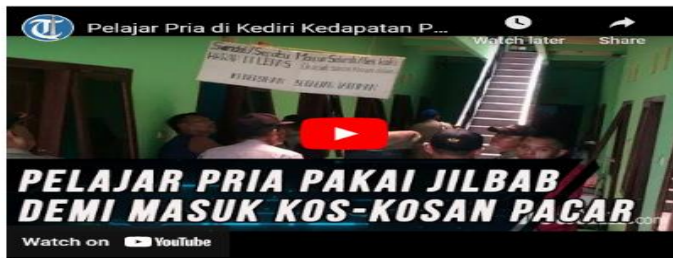 Pelajar Pria di Kediri Kedapatan P...
Watch later
Share
PELAJAR PRIA PAKAI JILBAB
DEMI MASUK KOS-KOSAN PACAR
.com
Watch on YouTube